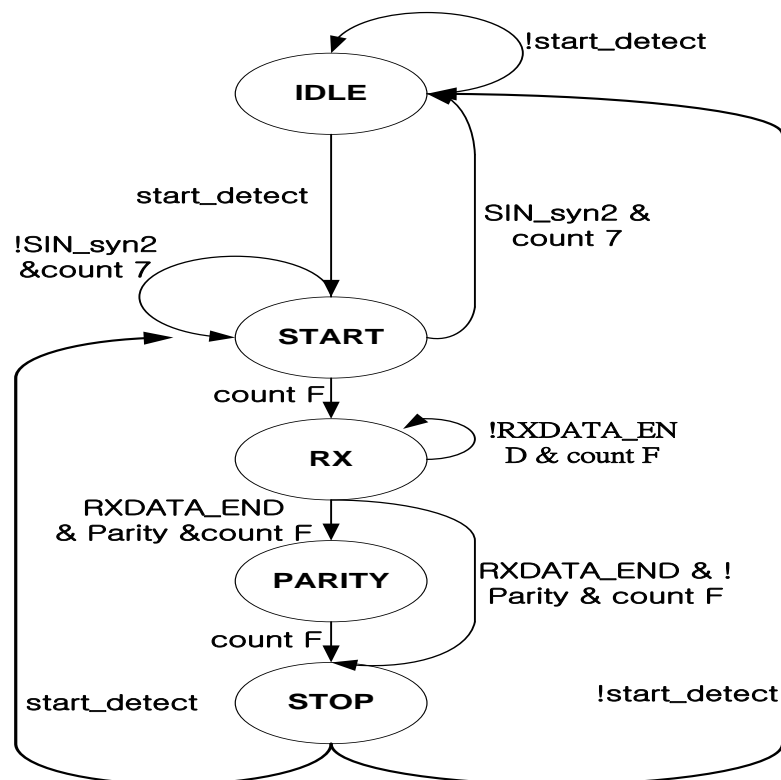 !start_detect
IDLE
start_detect
SIN_syn2 &
count 7
!SIN_syn2
&count 7
START
count F
RX
!RXDATA_EN
D & count F
RXDATA_END
& Parity &count F
PARITY
RXDATA_END & !
Parity & count F
count F
STOP
start_detect
!start_detect